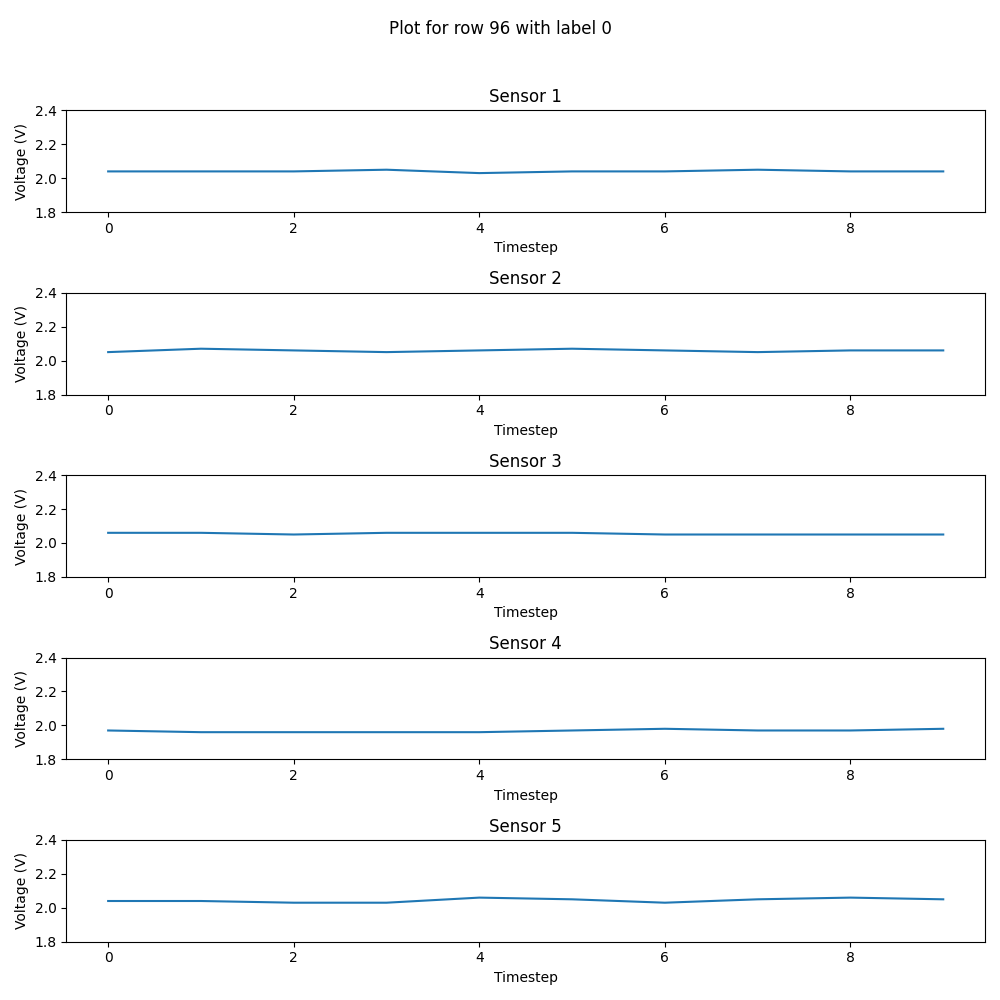 Plot for row 96 with label 0
Sensor 1
Voltage (V)
2.4
2.2
2.0
1.8
0 2 4 6 8
Timestep
Sensor 2
Voltage (V)
2.4
2.2
2.0
1.8
0 2 4 6 8
Timestep
Sensor 3
Voltage (V)
2.4
2.2
2.0
1.8
0 2 4 6 8
Timestep
Sensor 4
Voltage (V)
2.4
2.2
2.0
1.8
0 2 4 6 8
Timestep
Sensor 5
Voltage (V)
2.4
2.2
2.0
1.8
0 2 4 6 8
Timestep